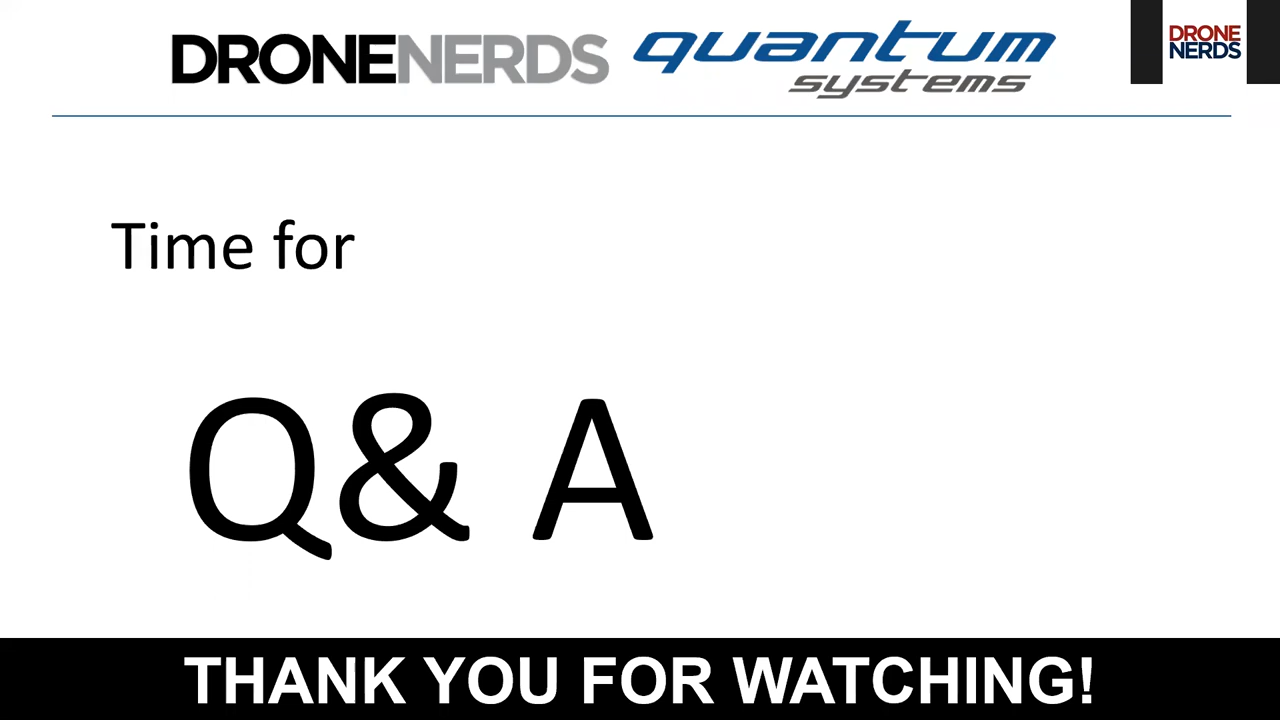 DRONENERDS
quantum
systems
DRONE
NERDS
Time for
Q& A
THANK YOU FOR WATCHING!